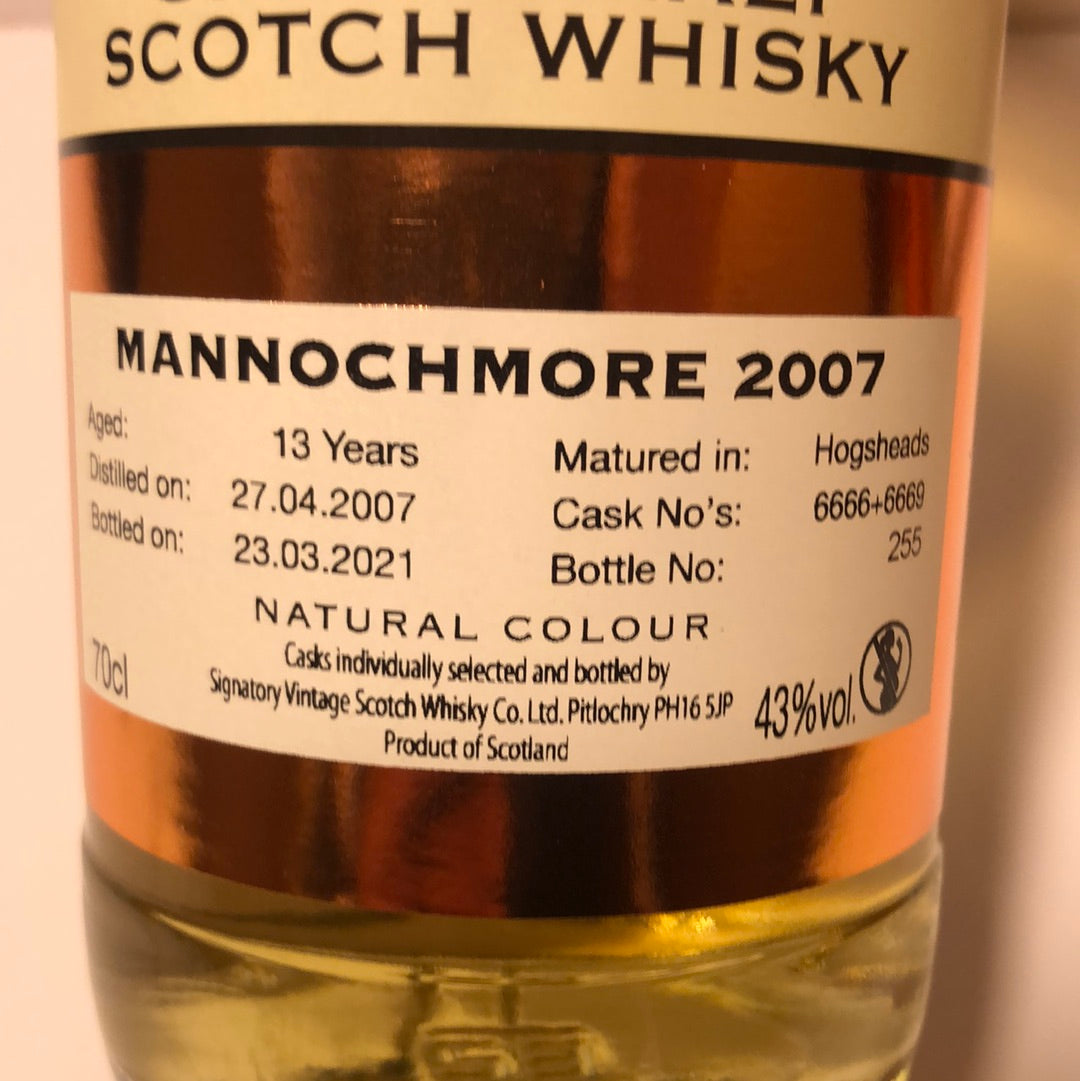 SCOTCH WHISKY
MANNOCHMORE 2007
Aged: 13 Years Matured in: Hogsheads
Distilled on: 27.04.2007 Cask No's: 6666+6669
Bottled on: 23.03.2021 Bottle No: 255
NATURAL COLOUR
Casks individually selected and bottled by
70cl Signatory Vintage Scotch Whisky Co. Ltd. Pitlochry PH16 5JP 43%vol.
Product of Scotland